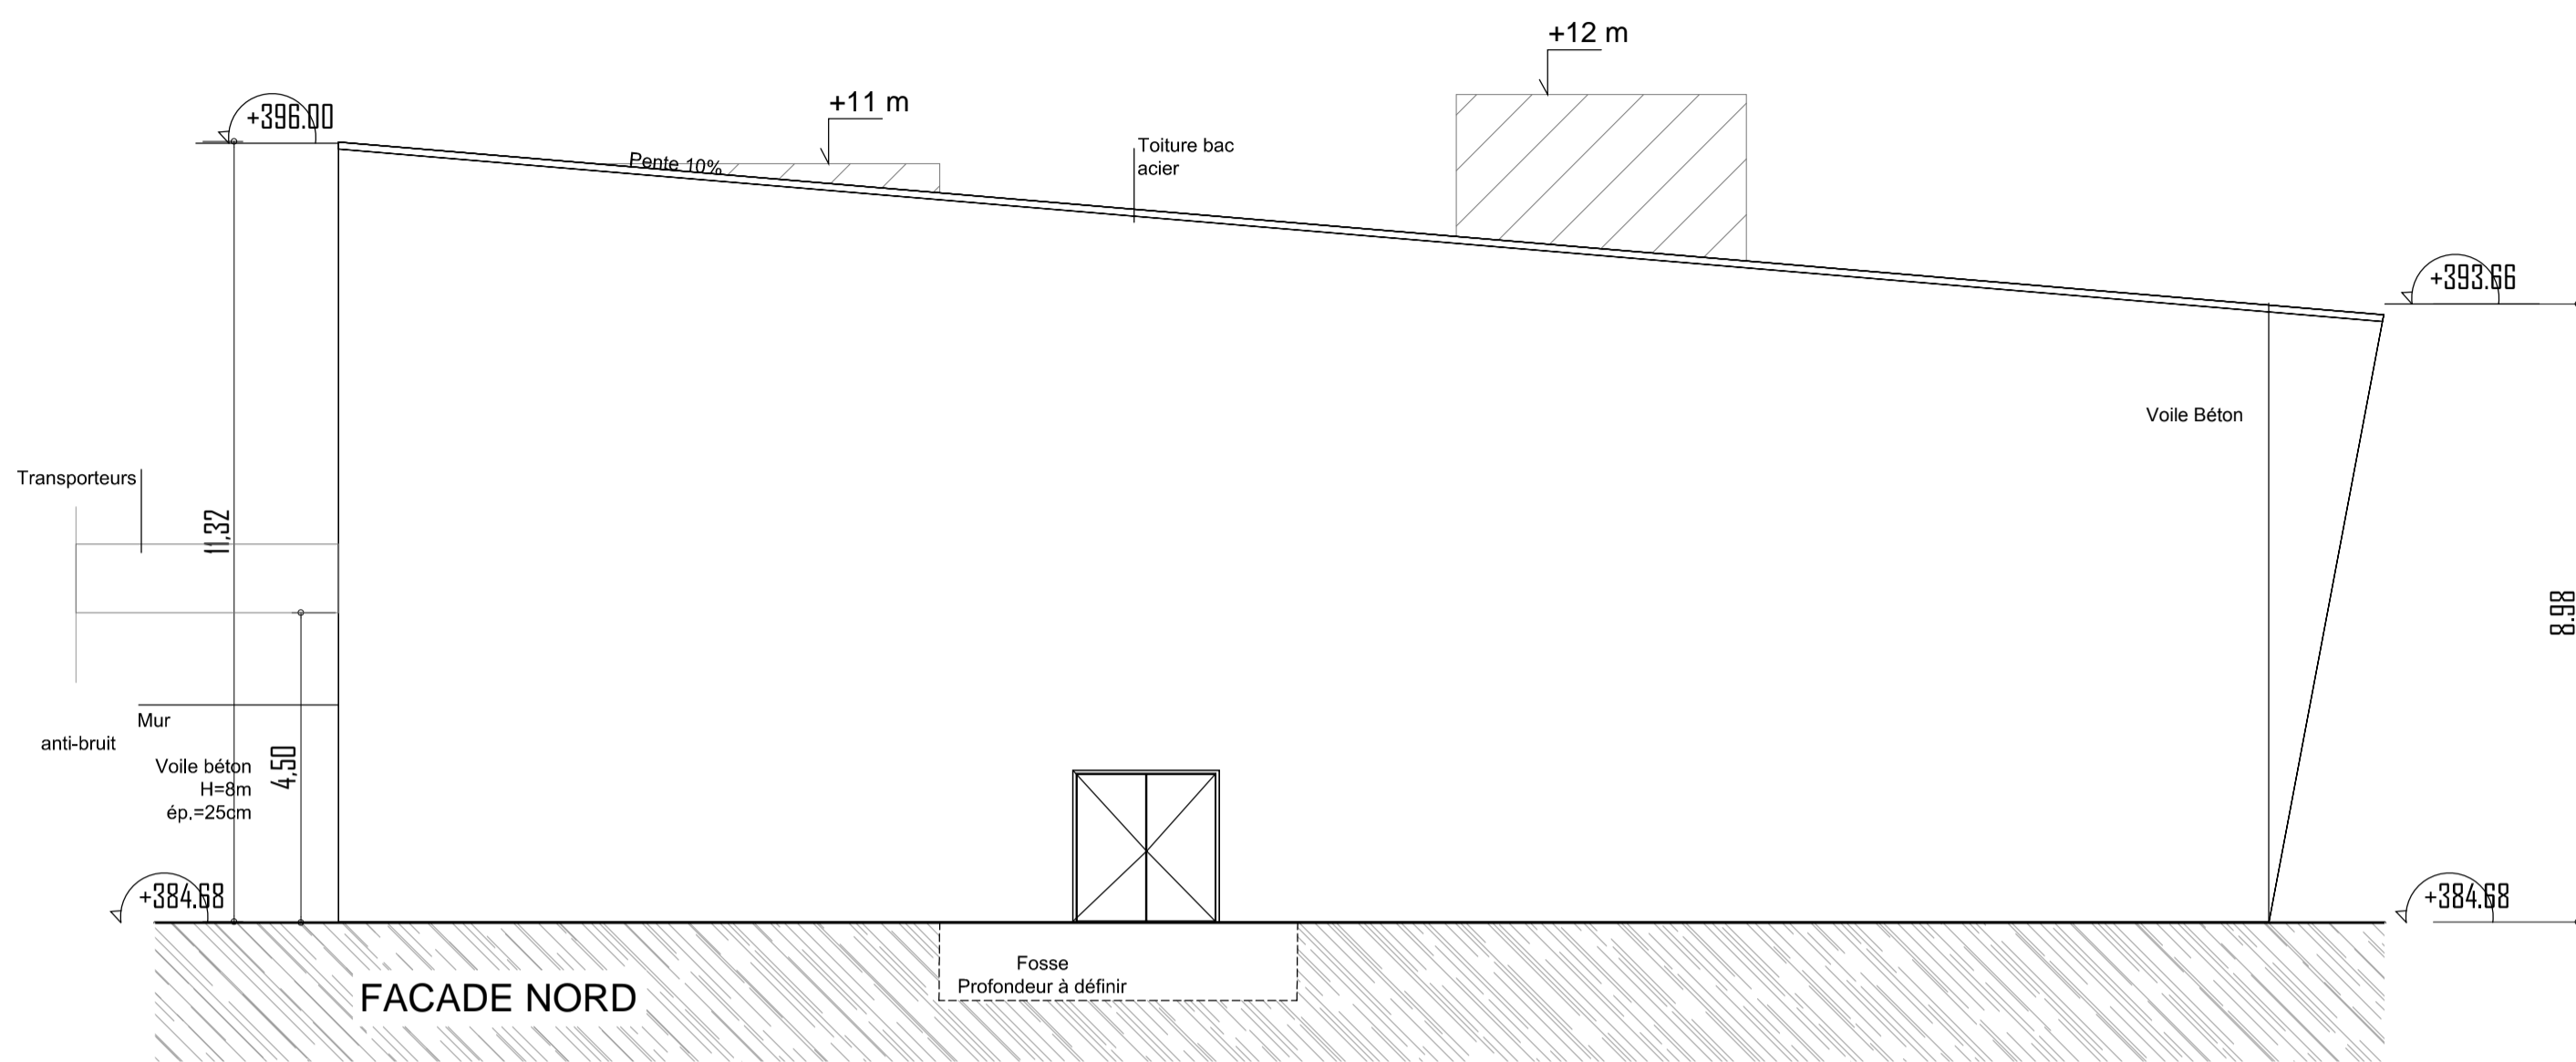 +12 m
+11 m
+396.00
Pente 10%
Toiture bac
acier
+393.66
Voile Béton
Transporteurs
11,32
8.98
Mur
anti-bruit
Voile béton
H=8m
ép.=25cm
4,50
+384.68
+384.68
Fosse
Profondeur à définir
FACADE NORD